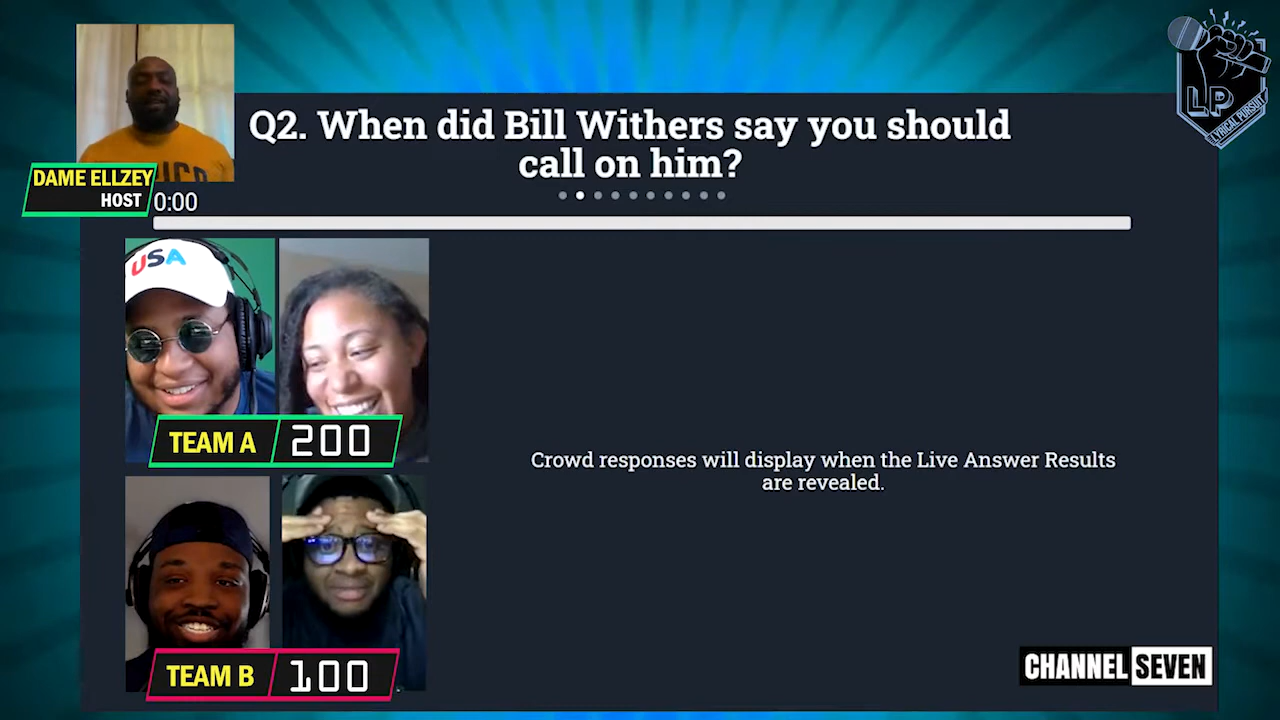 Q2. When did Bill Withers say you should
call on him?
DAME ELLZEY
HOST
0:00
USA
TEAM A 200
Crowd responses will display when the Live Answer Results
are revealed.
TEAM B 100
CHANNEL SEVEN
LP
LYRICAL PURSUIT